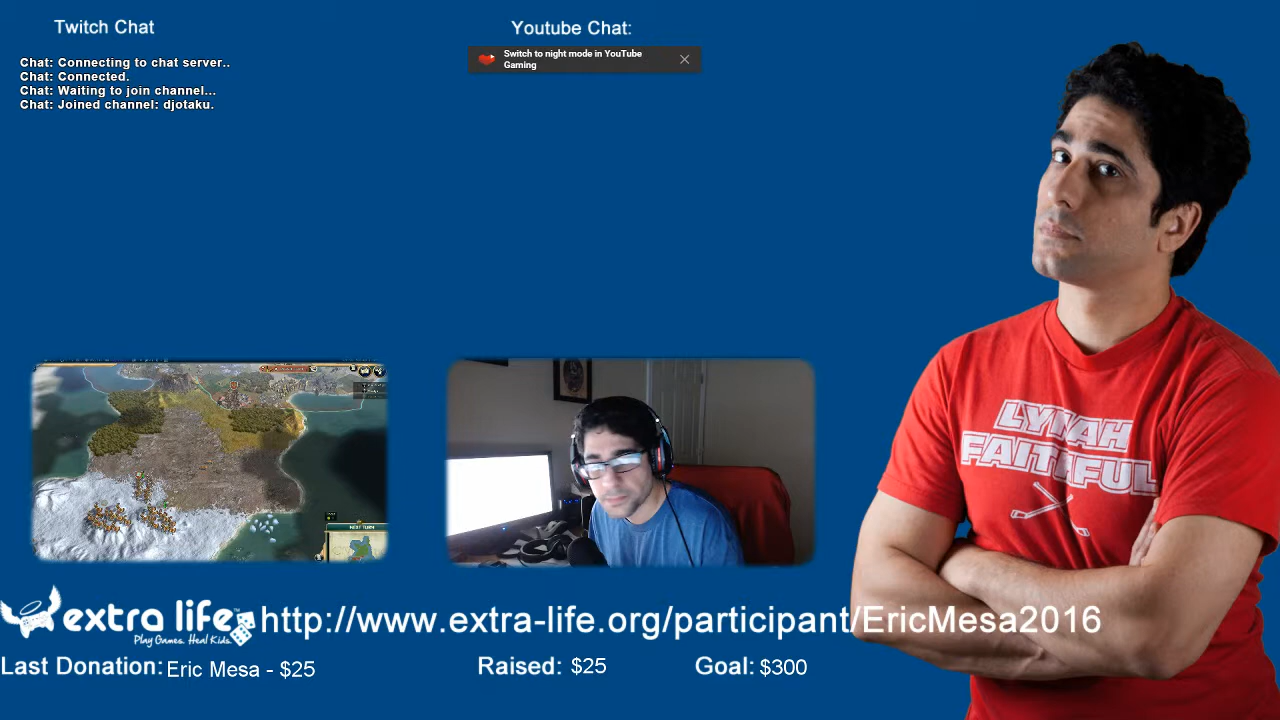 Twitch Chat
Youtube Chat:
Switch to night mode in YouTube
Gaming
Chat: Connecting to chat server..
Chat: Connected.
Chat: Waiting to join channel...
Chat: Joined channel: djotaku.
LYNAH
FAITHFUL
NEXT TURN
extra life
Play Games. Heal Kids.
http://www.extra-life.org/participant/EricMesa2016
Last Donation: Eric Mesa - $25
Raised: $25
Goal: $300